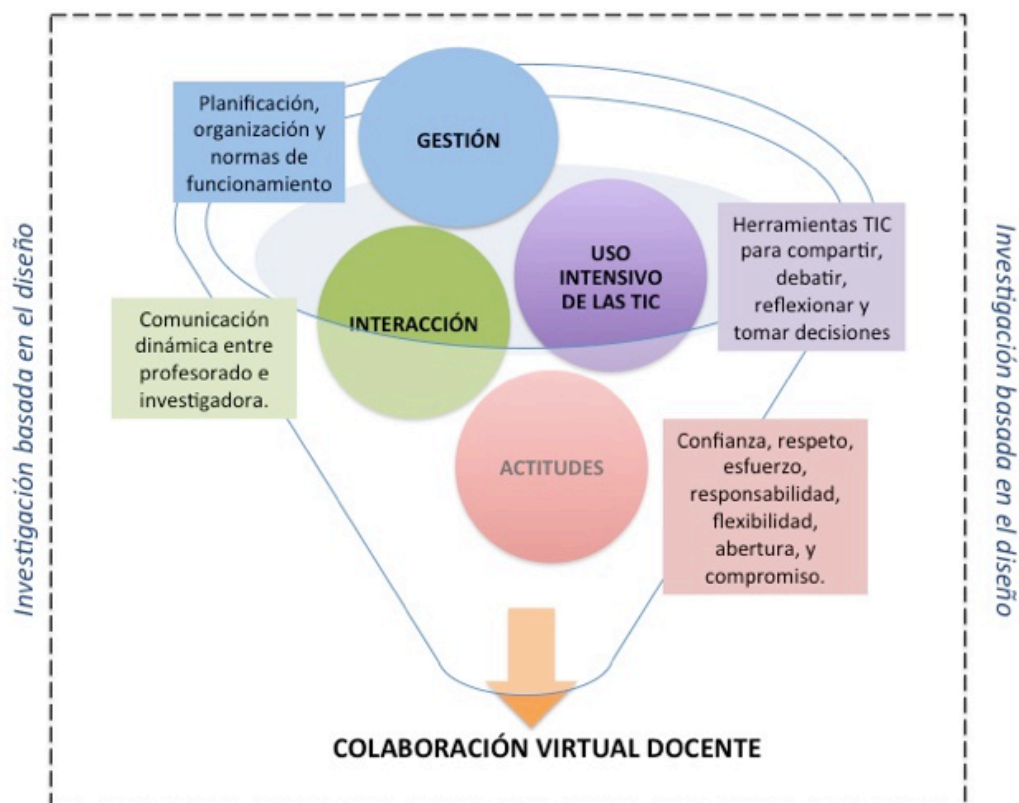 Planificación,
organización y
normas de
funcionamiento
GESTIÓN
USO
INTENSIVO
DE LAS TIC
Herramientas TIC
para compartir,
debatir,
reflexionar y
tomar decisiones
INTERACCIÓN
Comunicación
dinámica entre
profesorado e
investigadora.
ACTITUDES
Confianza, respeto,
esfuerzo,
responsabilidad,
flexibilidad,
abertura, y
compromiso.
COLABORACIÓN VIRTUAL DOCENTE
Investigación basada en el diseño
Investigación basada en el diseño